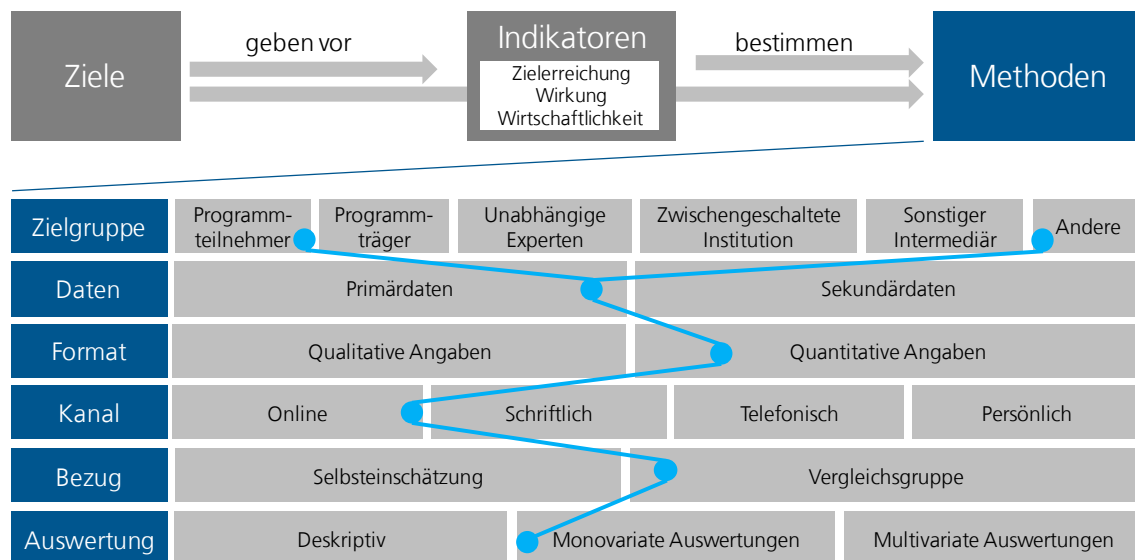 Ziele
geben vor
Indikatoren
Zielerreichung
Wirkung
Wirtschaftlichkeit
bestimmen
Methoden
Zielgruppe
Programm-
teilnehmer
Programm-
träger
Unabhängige
Experten
Zwischengeschaltete
Institution
Sonstiger
Intermediär
Andere
Daten
Primärdaten
Sekundärdaten
Format
Qualitative Angaben
Quantitative Angaben
Kanal
Online
Schriftlich
Telefonisch
Persönlich
Bezug
Selbsteinschätzung
Vergleichsgruppe
Auswertung
Deskriptiv
Monovariate Auswertungen
Multivariate Auswertungen